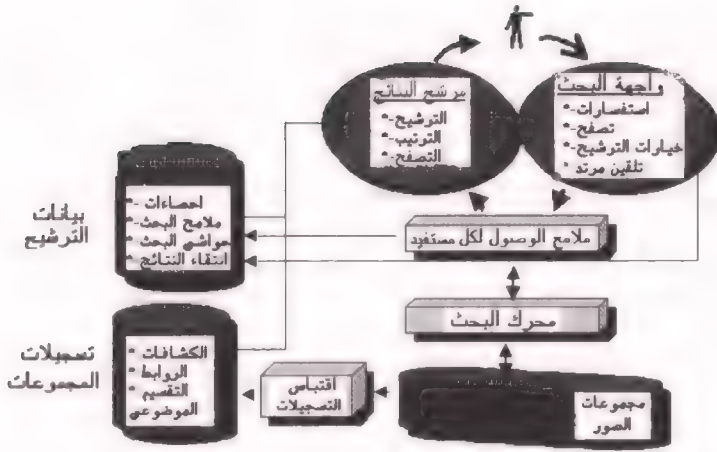 مرشح النتائج
*-الترشيح
*-الترتيب
*-التصفح
واجهة البحث
*- استفسارات
*- تصفح
*-خيارات الترشيح
* تلقين مرتد
بيانات
الترشيح
*- احصاءات
*-ملامح البحث
*-حواشي البحث
* انتقاء النتائج
ملامح الوصول لكل مستفيد
محرك البحث
تسجيلات
المجموعات
* الكشافات
* الروابط
* التقسيم
الموضوعي
اقتباس
التسجيلات
مجموعات
الصور